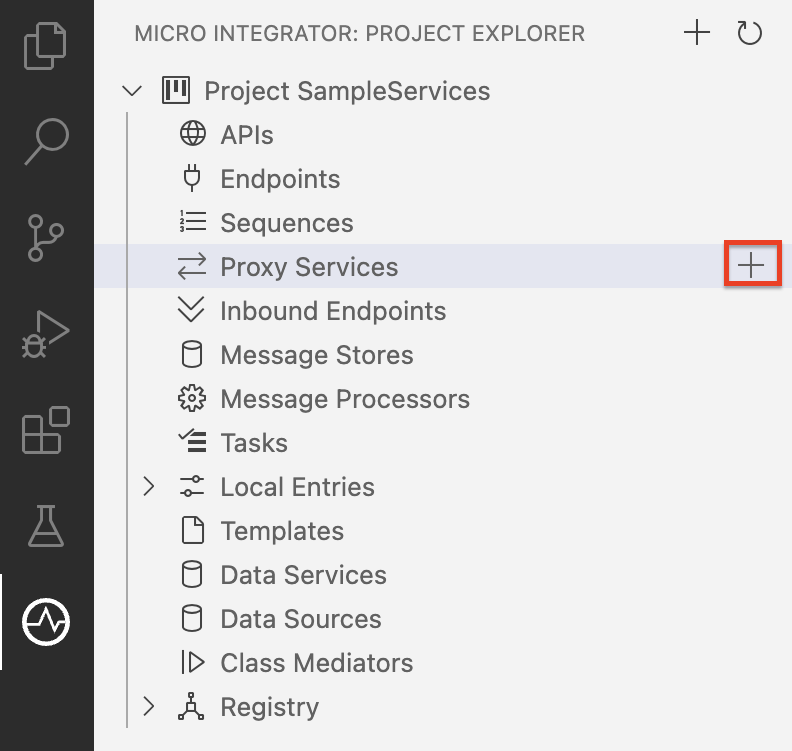 MICRO INTEGRATOR: PROJECT EXPLORER
Project SampleServices
APIs
Endpoints
Sequences
Proxy Services
Inbound Endpoints
Message Stores
Message Processors
Tasks
Local Entries
Templates
Data Services
Data Sources
Class Mediators
Registry